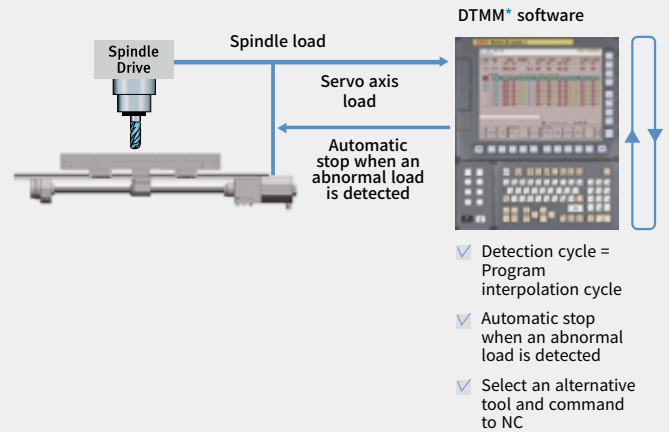 DTMM* software
Spindle load
Spindle
Drive
Servo axis
load
Automatic
stop when an
abnormal load
is detected
Detection cycle =
Program
interpolation cycle
Automatic stop
when an abnormal
load is detected
Select an alternative
tool and command
to NC